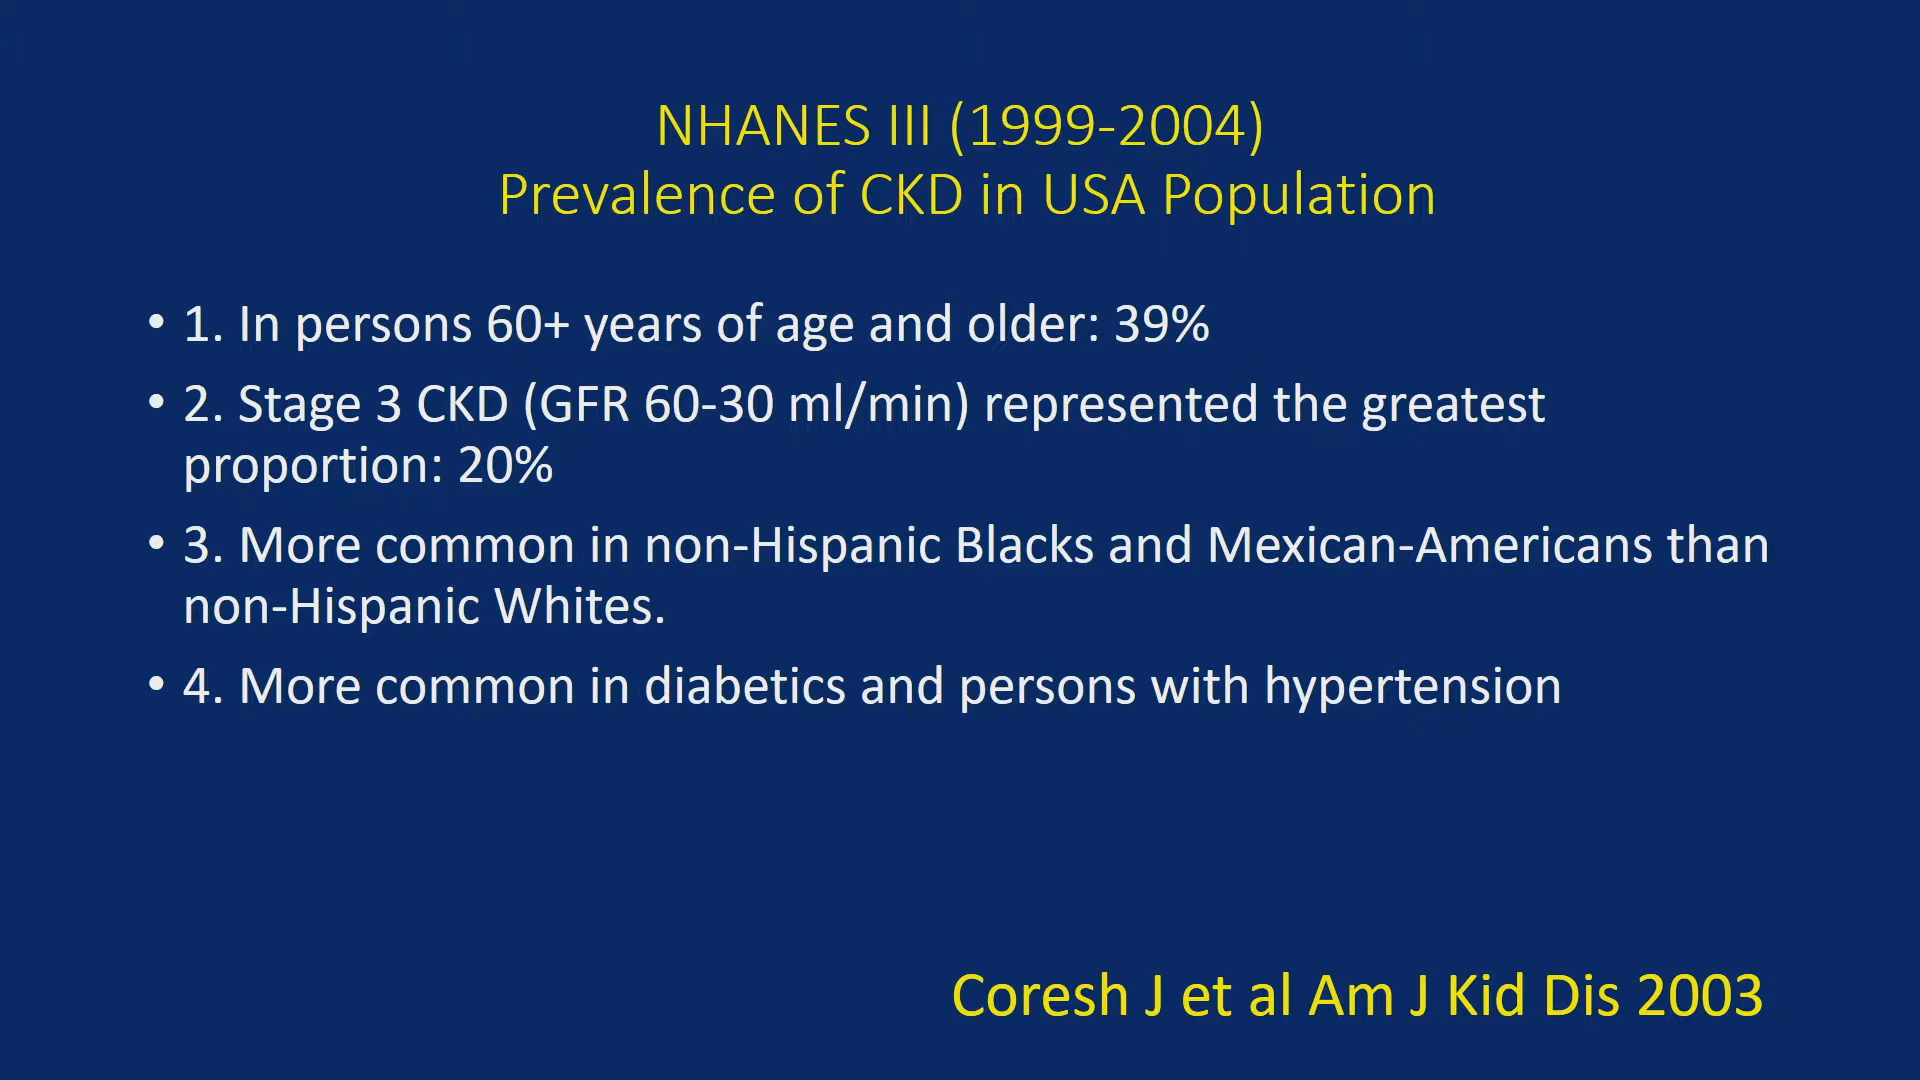 NHANES III (1999-2004)
Prevalence of CKD in USA Population
• 1. In persons 60+ years of age and older: 39%
• 2. Stage 3 CKD (GFR 60-30 ml/min) represented the greatest
proportion: 20%
• 3. More common in non-Hispanic Blacks and Mexican-Americans than
non-Hispanic Whites.
• 4. More common in diabetics and persons with hypertension
Coresh J et al Am J Kid Dis 2003